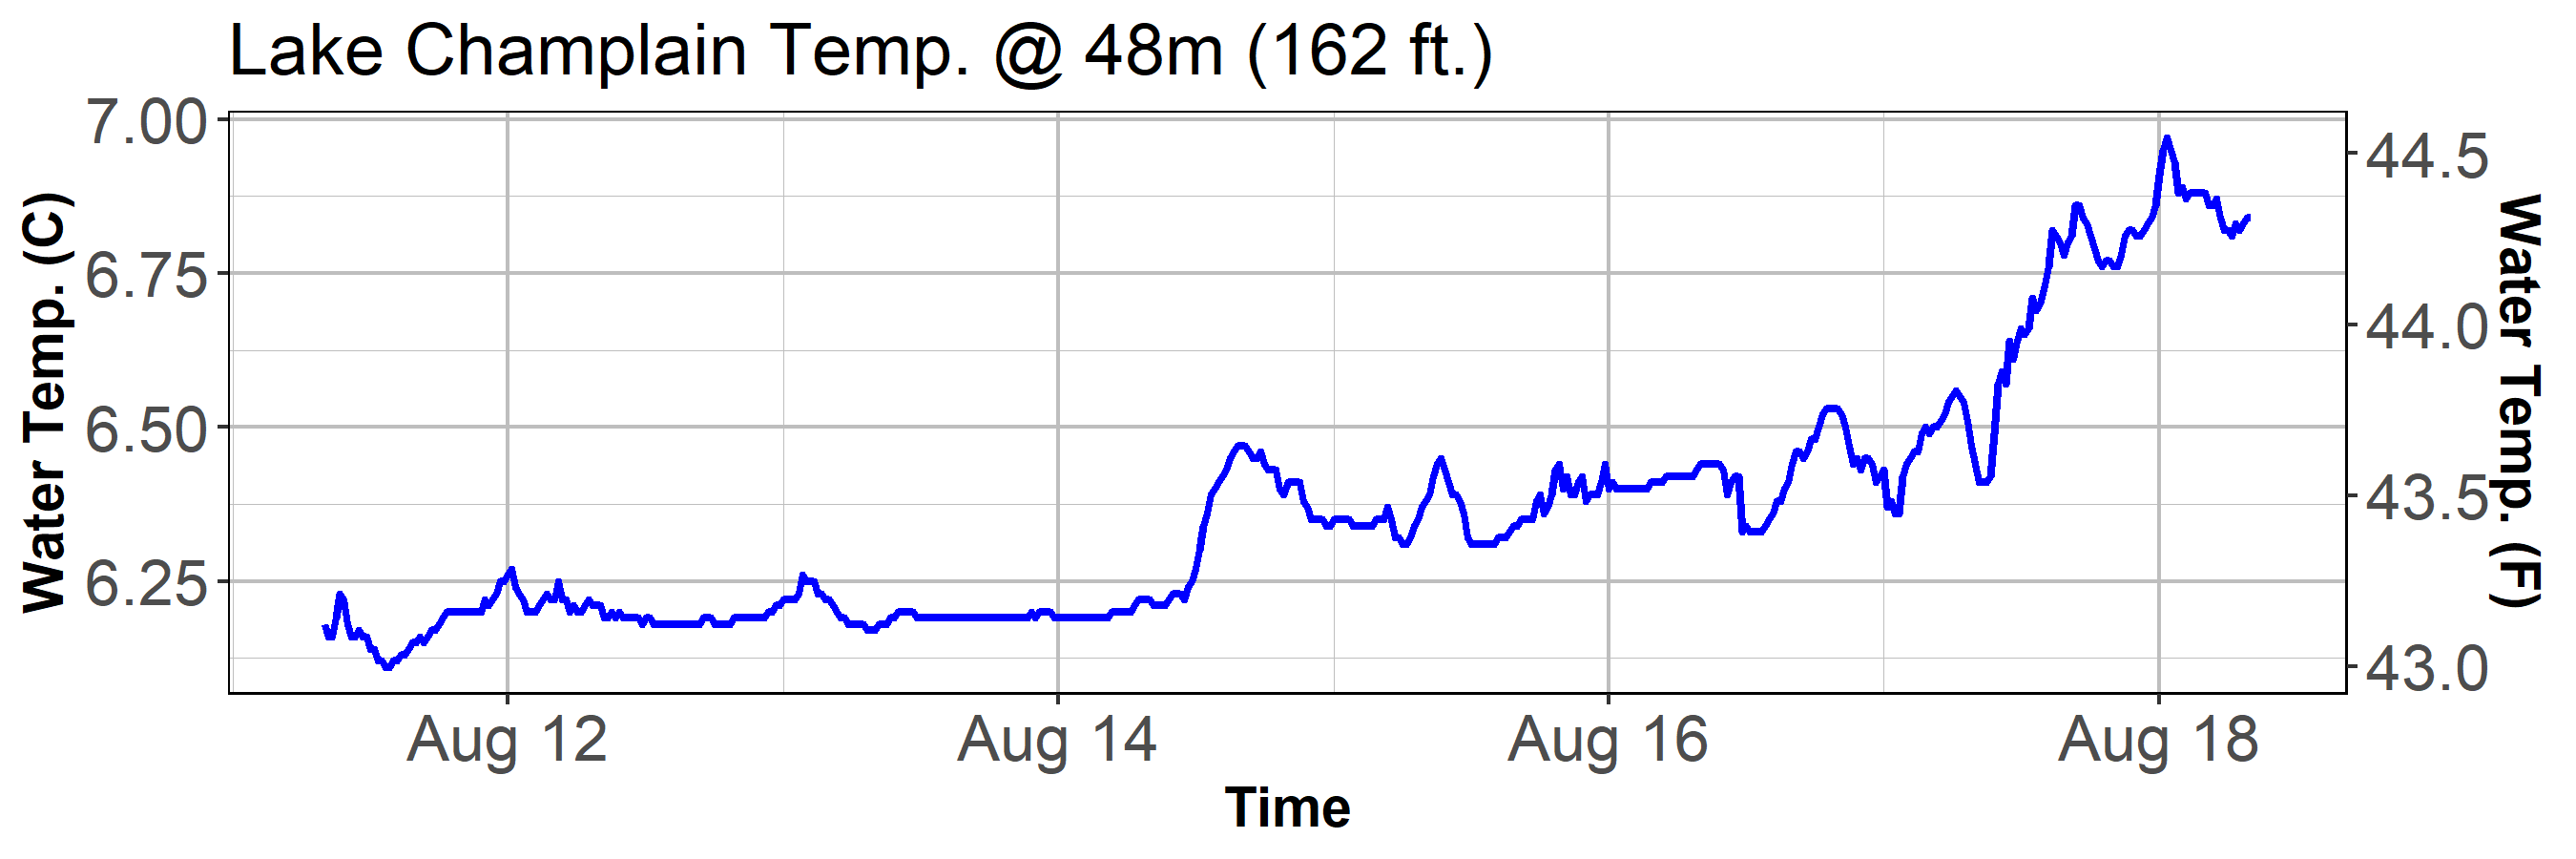 Lake Champlain Temp. @ 48m (162 ft.)
Water Temp. (C)
7.00
6.75
6.50
6.25
44.5
44.0
43.5
43.0
Water Temp. (F)
Aug 12 Aug 14 Aug 16 Aug 18
Time